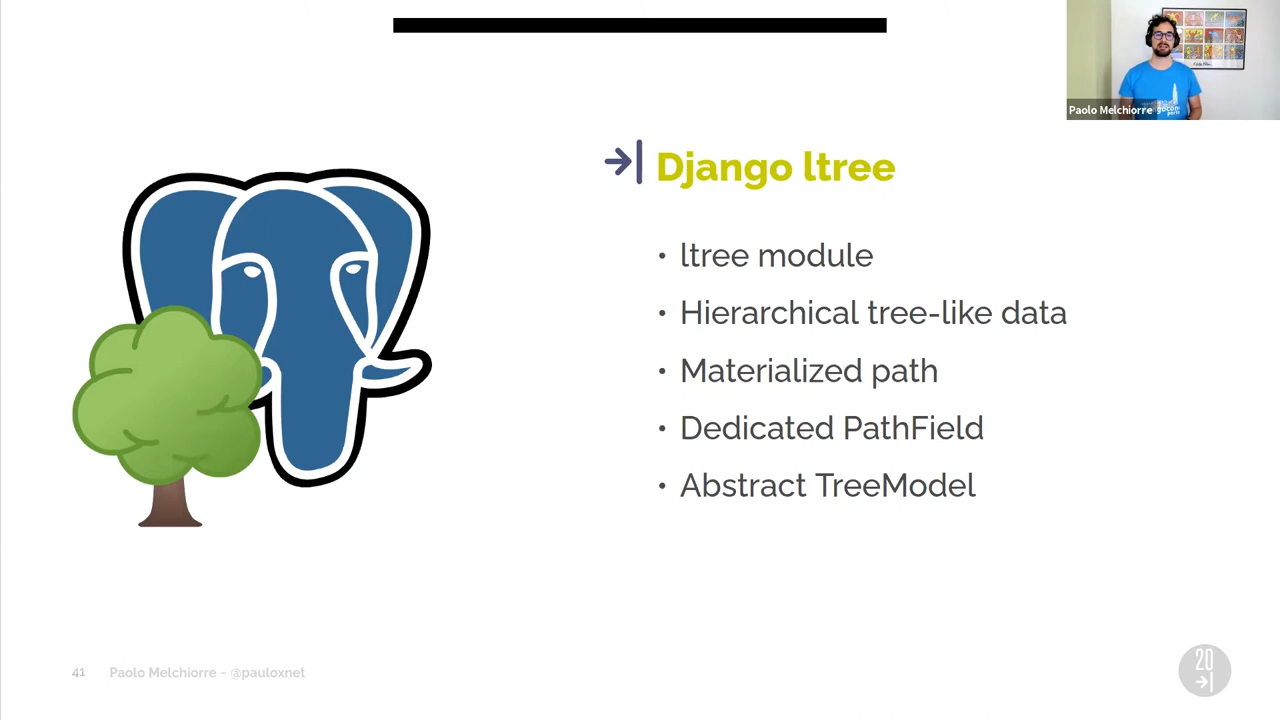 Paolo Melchiorre
Django ltree
• ltree module
• Hierarchical tree-like data
• Materialized path
• Dedicated PathField
• Abstract TreeModel
41
Paolo Melchiorre - @pauloxnet
20